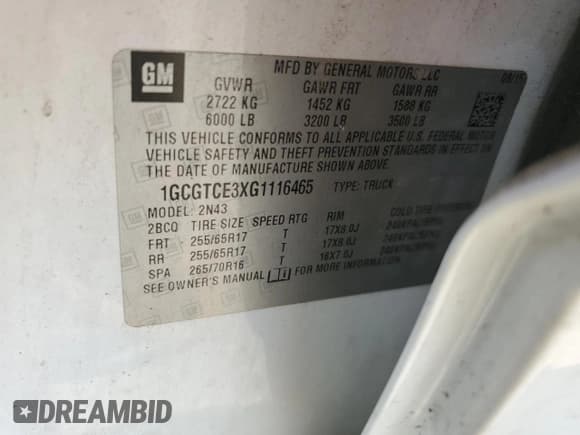 GM
MFD BY GENERAL MOTORS LLC
GVWR GAWR FRT GAWR RR
2722 KG 1452 KG 1588 KG
6000 LB 3200 LB 3500 LB
THIS VEHICLE CONFORMS TO ALL APPLICABLE U.S. FEDERAL MOTOR
VEHICLE SAFETY AND THEFT PREVENTION STANDARDS
THE DATE OF MANUFACTURE SHOWN ABOVE.
1GCGTCE3XG1116465 TYPE: TRUCK
MODEL: 2N43
2BCQ TIRE SIZE SPEED RTG RIM COLD TIRE
FRT - 255/65R17 T 17X8.0J
RR - 255/65R17 T 17X8.0J
SPA 265/70R16 T 16X7.0J
SEE OWNER'S MANUAL FOR MORE INFORMATION.
DREAMBID